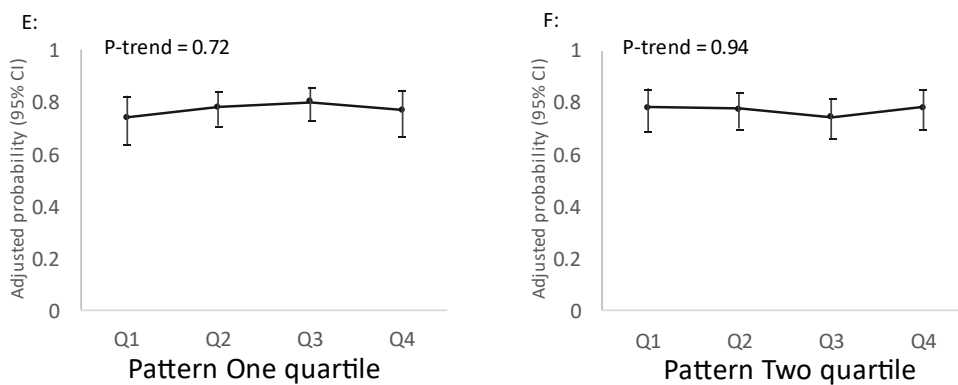 E:
P-trend = 0.72
Adjusted probability (95% CI)
1
0.8
0.6
0.4
0.2
0
Q1 Q2 Q3 Q4
Pattern One quartile
F:
P-trend = 0.94
Adjusted probability (95% CI)
1
0.8
0.6
0.4
0.2
0
Q1 Q2 Q3 Q4
Pattern Two quartile